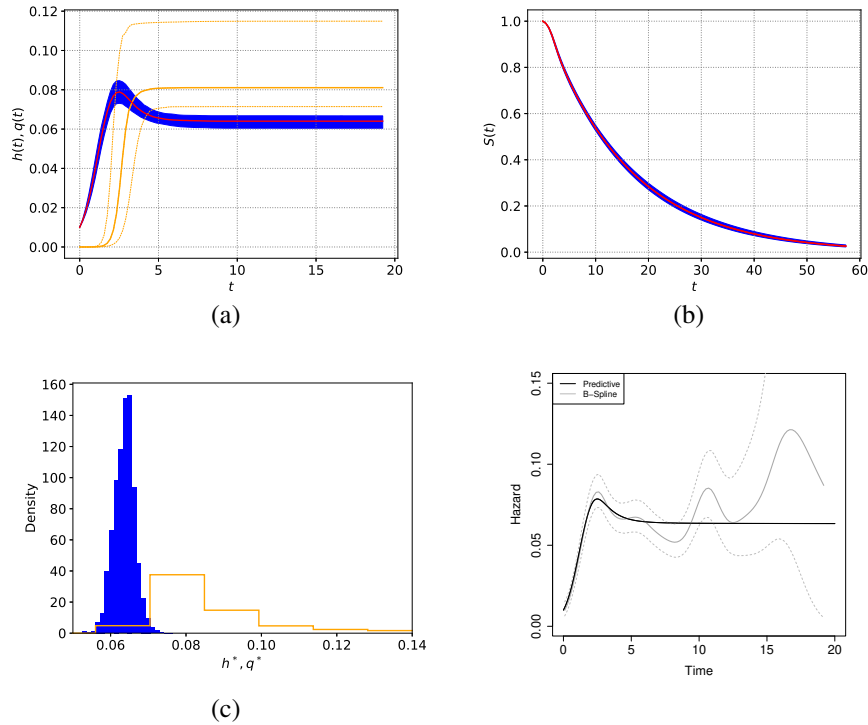 0.12
0.10
0.08
0.06
0.04
0.02
0.00
h(t), q(t)
0 5 10 15 20
t
(a)
1.0
0.8
0.6
0.4
0.2
0.0
S(t)
0 10 20 30 40 50 60
t
(b)
160
140
120
100
80
60
40
20
0
Density
0.06 0.08 0.10 0.12 0.14
h*, q*
(c)
0.15
0.10
0.05
0.00
Hazard
Predictive
B−Spline
0 5 10 15 20
Time